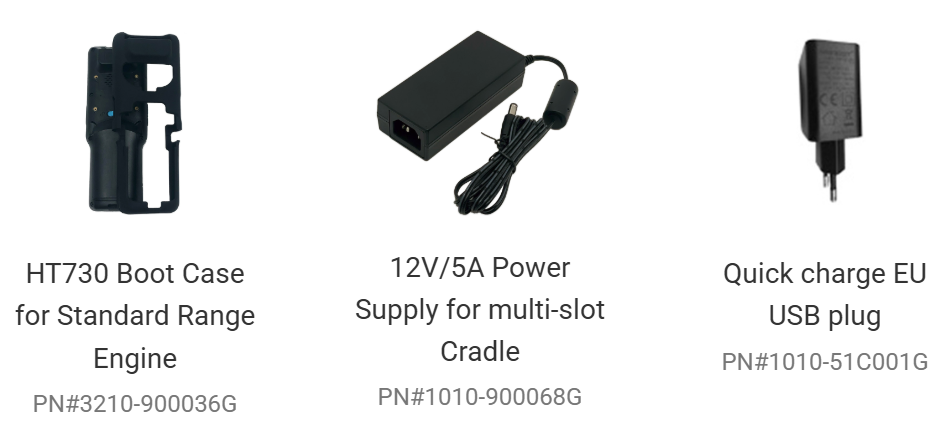 HT730 Boot Case
for Standard Range
Engine
PN#3210-900036G
12V/5A Power
Supply for multi-slot
Cradle
PN#1010-900068G
Quick charge EU
USB plug
PN#1010-51C001G